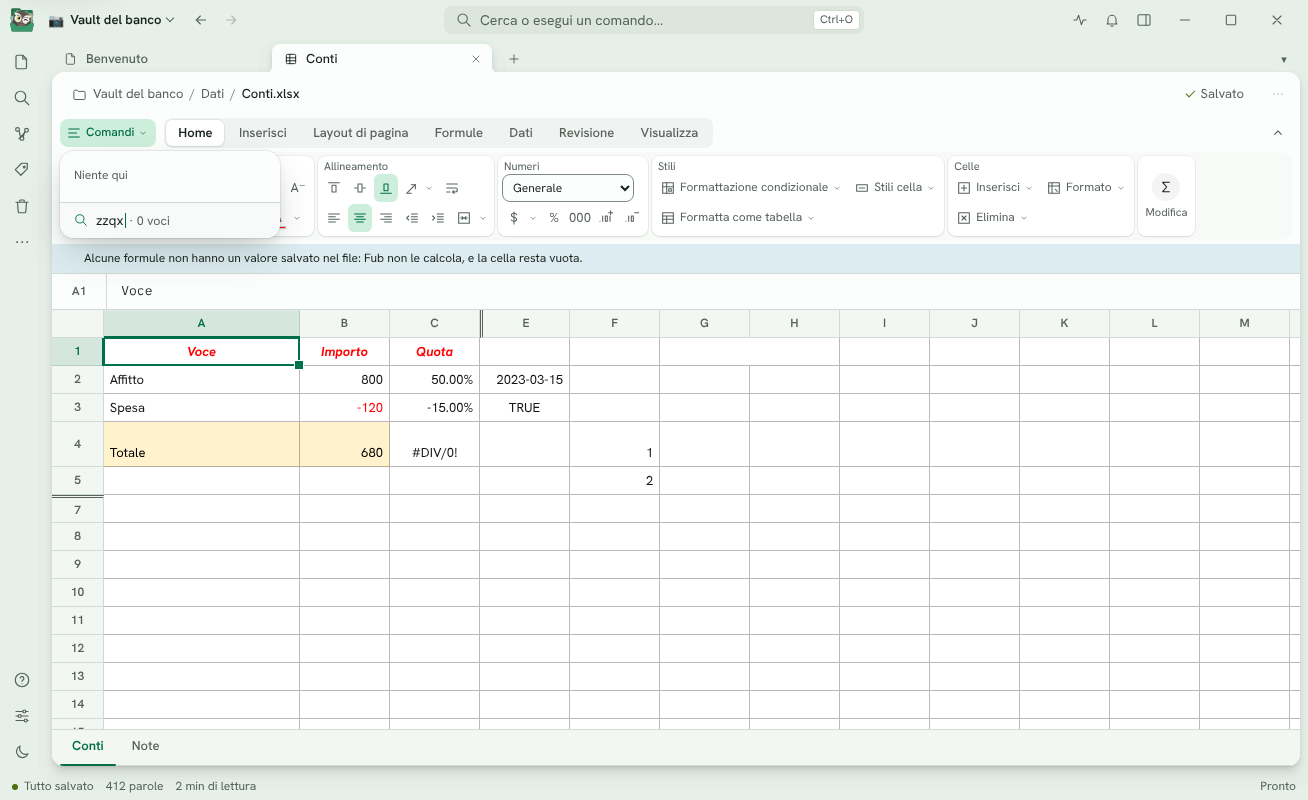 Vault del banco
Cerca o esegui un comando... Ctrl+O
Benvenuto
Conti
Vault del banco / Dati / Conti.xlsx
Salvato
Comandi
Home Inserisci Layout di pagina Formule Dati Revisione Visualizza
Niente qui
zzqx · 0 voci
A⁻
Allineamento
Numeri
Generale
$ % 000 .00 .00
Stili
Formattazione condizionale Stili cella
Formatta come tabella
Celle
Inserisci Formato
Elimina
Σ
Modifica
Alcune formule non hanno un valore salvato nel file: Fub non le calcola, e la cella resta vuota.
A1 Voce
A B C E F G H I J K L M
1 Voce Importo Quota
2 Affitto 800 50.00% 2023-03-15
3 Spesa -120 -15.00% TRUE
4 Totale 680 #DIV/0! 1
5 2
7
8
9
10
11
12
13
14
Conti Note
Tutto salvato 412 parole 2 min di lettura
Pronto